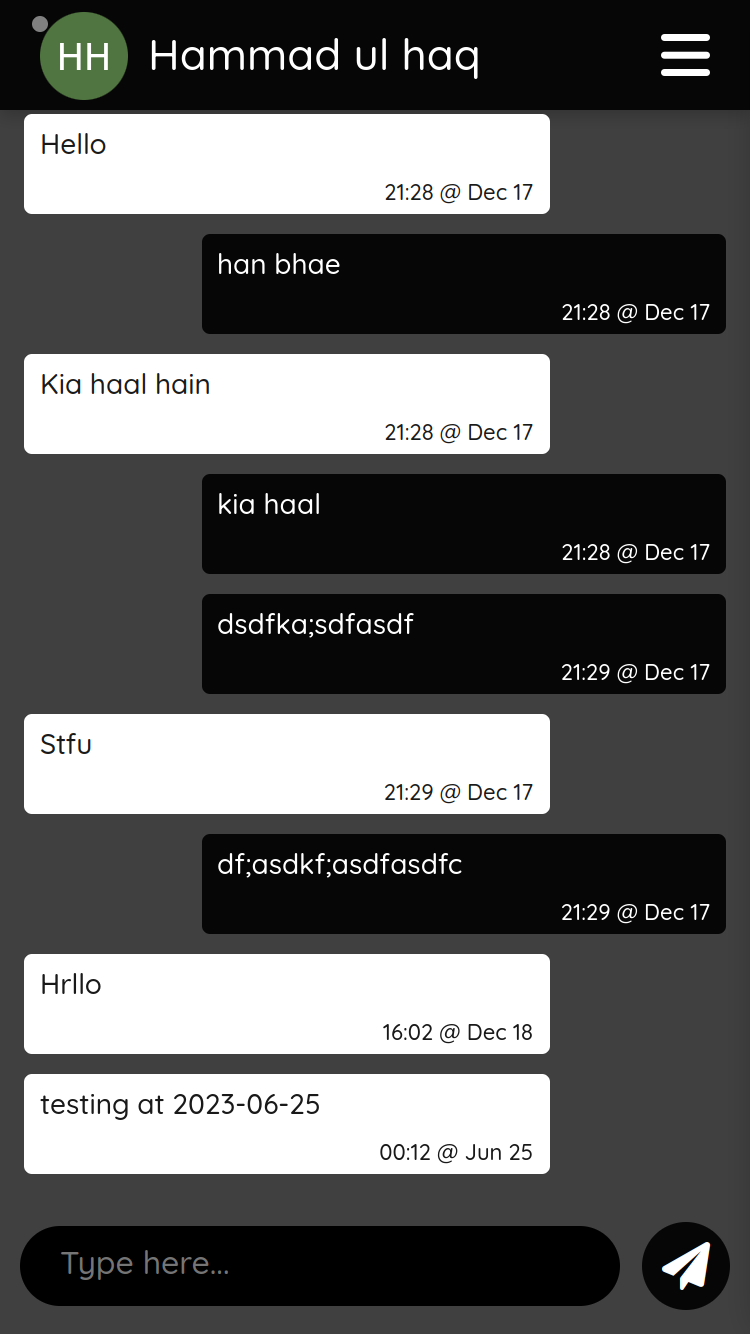 HH Hammad ul haq
Hello
21:28 @ Dec 17
han bhae
21:28 @ Dec 17
Kia haal hain
21:28 @ Dec 17
kia haal
21:28 @ Dec 17
dsdfka;sdfasdf
21:29 @ Dec 17
Stfu
21:29 @ Dec 17
df;asdkf;asdfasdfc
21:29 @ Dec 17
Hrllo
16:02 @ Dec 18
testing at 2023-06-25
00:12 @ Jun 25
Type here...